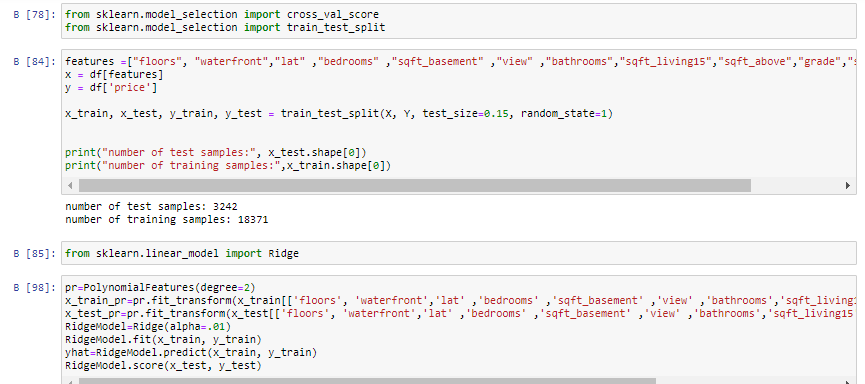 В [78]: from sklearn.model_selection import cross_val_score
from sklearn.model_selection import train_test_split
В [84]: features =["floors", "waterfront","lat" ,"bedrooms" ,"sqft_basement" ,"view" ,"bathrooms","sqft_living15","sqft_above","grade","s
x = df[features]
y = df['price']
x_train, x_test, y_train, y_test = train_test_split(X, Y, test_size=0.15, random_state=1)
print("number of test samples:", x_test.shape[0])
print("number of training samples:",x_train.shape[0])
number of test samples: 3242
number of training samples: 18371
В [85]: from sklearn.linear_model import Ridge
В [98]: pr=PolynomialFeatures(degree=2)
x_train_pr=pr.fit_transform(x_train[['floors', 'waterfront','lat' ,'bedrooms' ,'sqft_basement' ,'view' ,'bathrooms','sqft_living
x_test_pr=pr.fit_transform(x_test[['floors', 'waterfront','lat' ,'bedrooms' ,'sqft_basement' ,'view' ,'bathrooms','sqft_living15
RidgeModel=Ridge(alpha=.01)
RidgeModel.fit(x_train, y_train)
yhat=RidgeModel.predict(x_train, y_train)
RidgeModel.score(x_test, y_test)